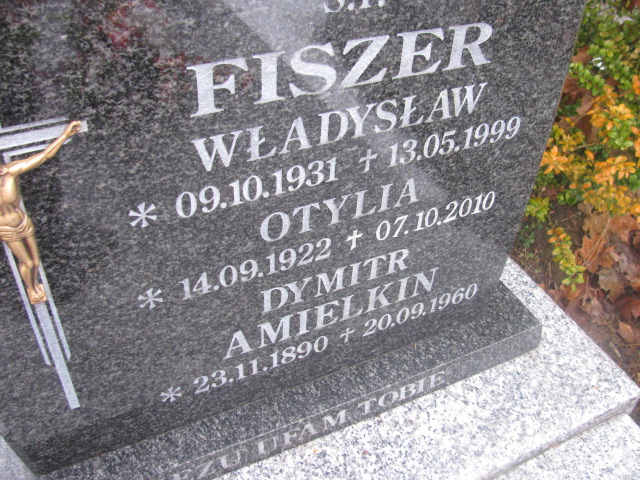 Ś.P.
FISZER
WŁADYSŁAW
* 09.10.1931 † 13.05.1999
OTYLIA
* 14.09.1922 † 07.10.2010
DYMITR
AMIELKIN
* 23.11.1890 † 20.09.1960
EZU UFAM TOBIE